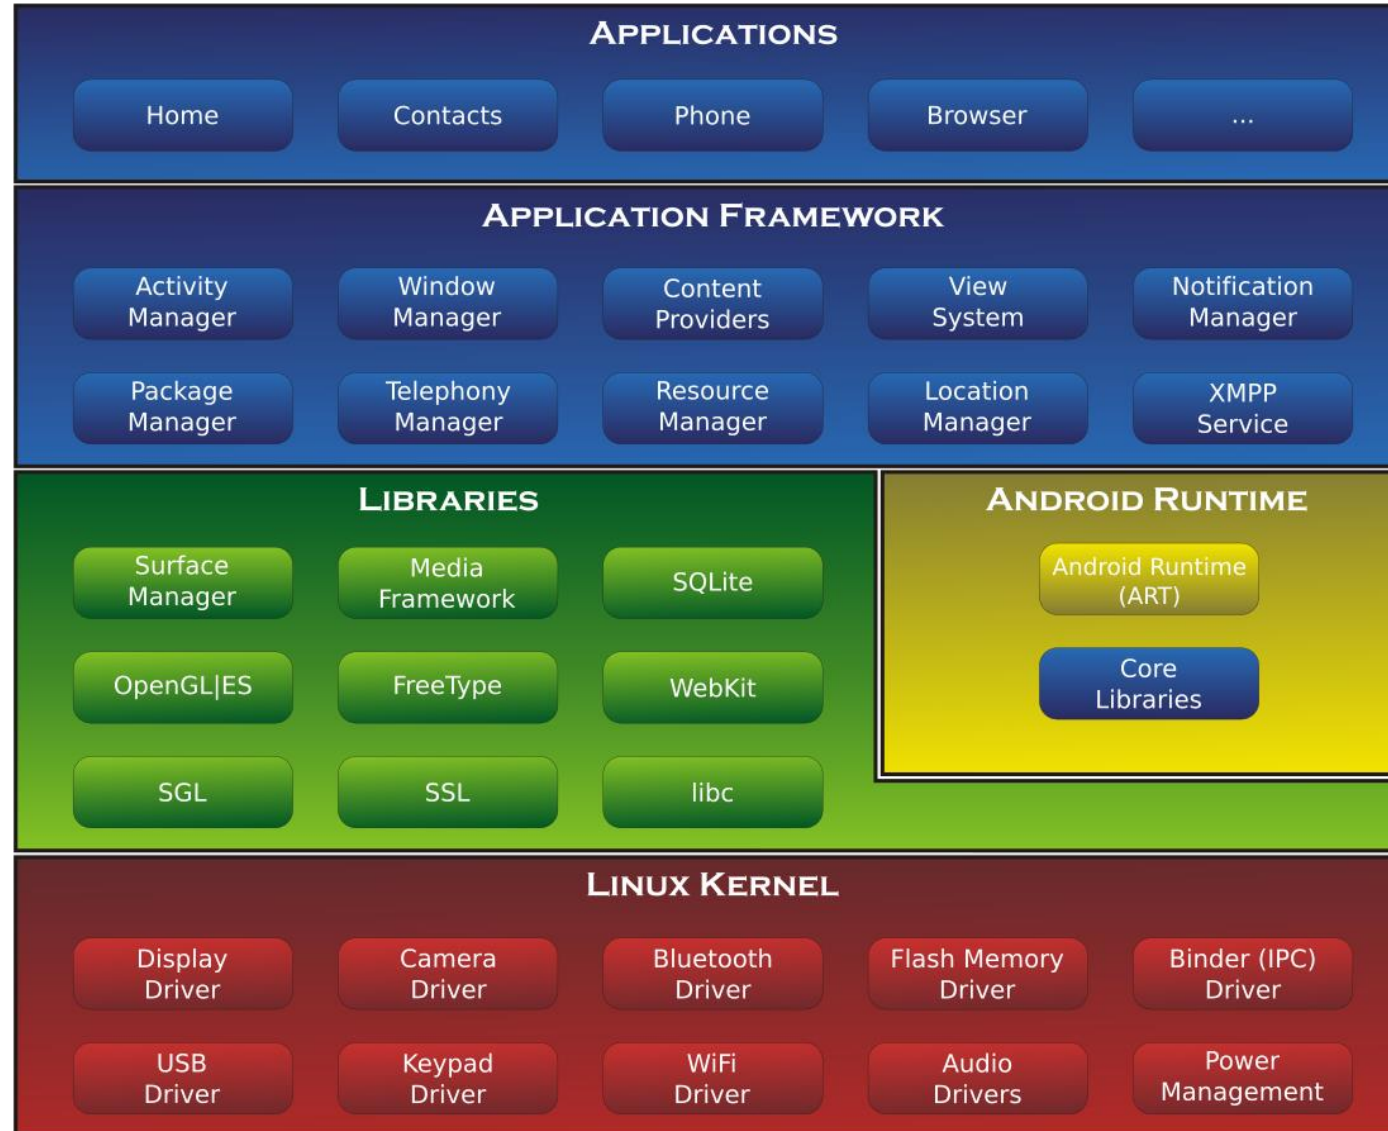 APPLICATIONS
Home
Contacts
Phone
Browser
...
APPLICATION FRAMEWORK
Activity
Manager
Window
Manager
Content
Providers
View
System
Notification
Manager
Package
Manager
Telephony
Manager
Resource
Manager
Location
Manager
XMPP
Service
LIBRARIES
Surface
Manager
Media
Framework
SQLite
OpenGL|ES
FreeType
WebKit
SGL
SSL
libc
ANDROID RUNTIME
Android Runtime
(ART)
Core
Libraries
LINUX KERNEL
Display
Driver
Camera
Driver
Bluetooth
Driver
Flash Memory
Driver
Binder (IPC)
Driver
USB
Driver
Keypad
Driver
WiFi
Driver
Audio
Drivers
Power
Management